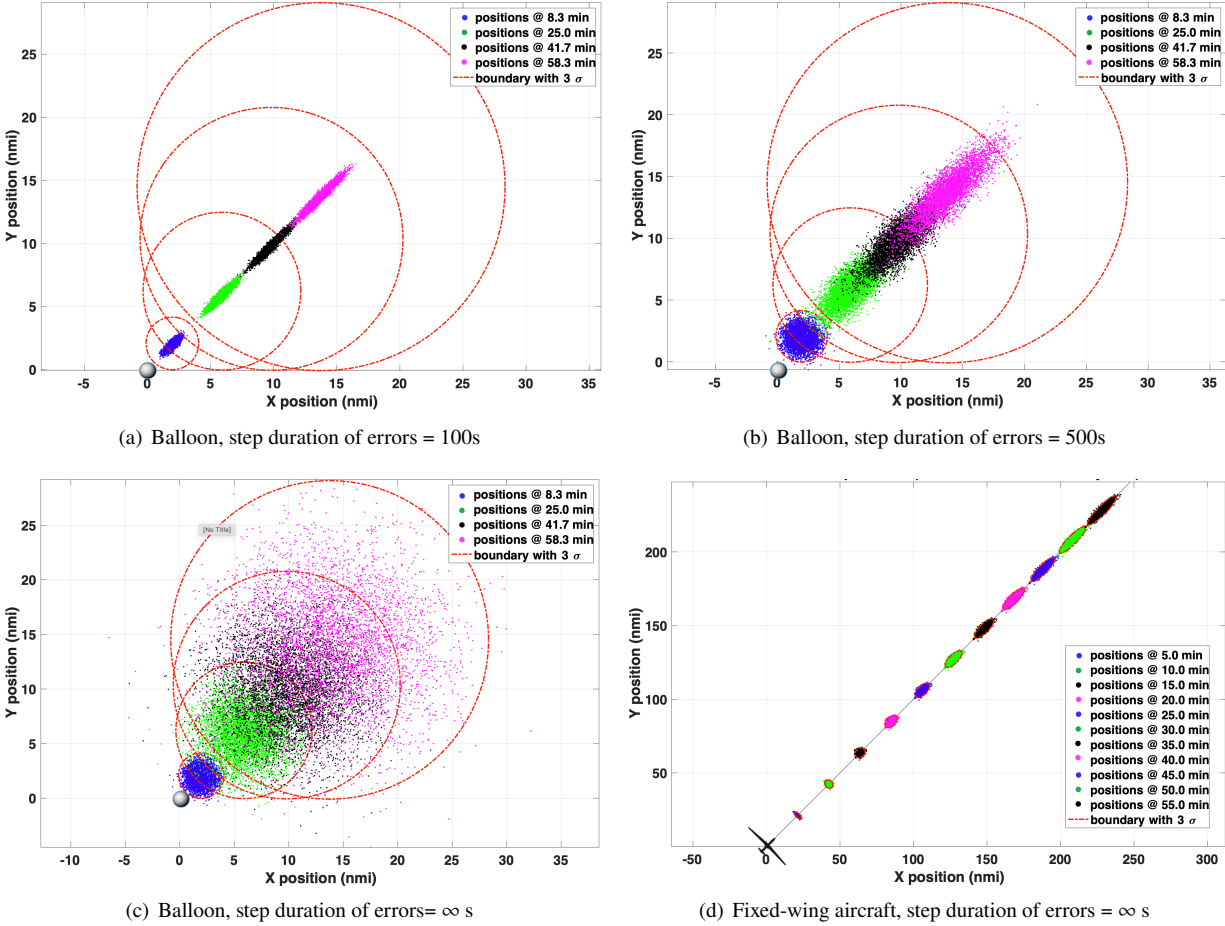 positions @ 8.3 min
positions @ 25.0 min
positions @ 41.7 min
positions @ 58.3 min
boundary with 3 σ
25
20
15
10
5
0
Y position (nmi)
-5 0 5 10 15 20 25 30 35
X position (nmi)
(a) Balloon, step duration of errors = 100s
positions @ 8.3 min
positions @ 25.0 min
positions @ 41.7 min
positions @ 58.3 min
boundary with 3 σ
25
20
15
10
5
0
Y position (nmi)
-5 0 5 10 15 20 25 30 35
X position (nmi)
(b) Balloon, step duration of errors = 500s
positions @ 8.3 min
positions @ 25.0 min
positions @ 41.7 min
positions @ 58.3 min
boundary with 3 σ
[No Title]
25
20
15
10
5
0
Y position (nmi)
-10 -5 0 5 10 15 20 25 30 35
X position (nmi)
(c) Balloon, step duration of errors= ∞ s
200
150
100
50
Y position (nmi)
positions @ 5.0 min
positions @ 10.0 min
positions @ 15.0 min
positions @ 20.0 min
positions @ 25.0 min
positions @ 30.0 min
positions @ 35.0 min
positions @ 40.0 min
positions @ 45.0 min
positions @ 50.0 min
positions @ 55.0 min
boundary with 3 σ
-50 0 50 100 150 200 250 300
X position (nmi)
(d) Fixed-wing aircraft, step duration of errors = ∞ s